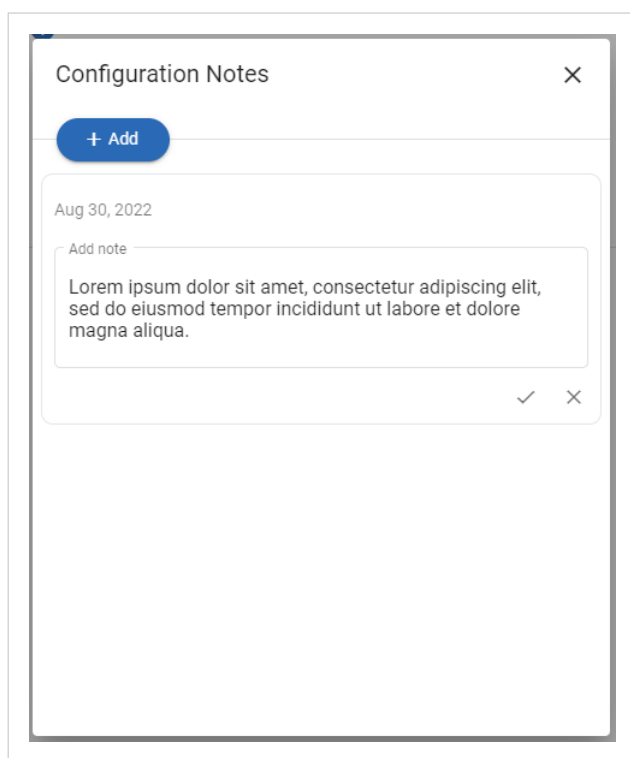 Configuration Notes
+ Add
Aug 30, 2022
Add note
Lorem ipsum dolor sit amet, consectetur adipiscing elit,
sed do eiusmod tempor incididunt ut labore et dolore
magna aliqua.